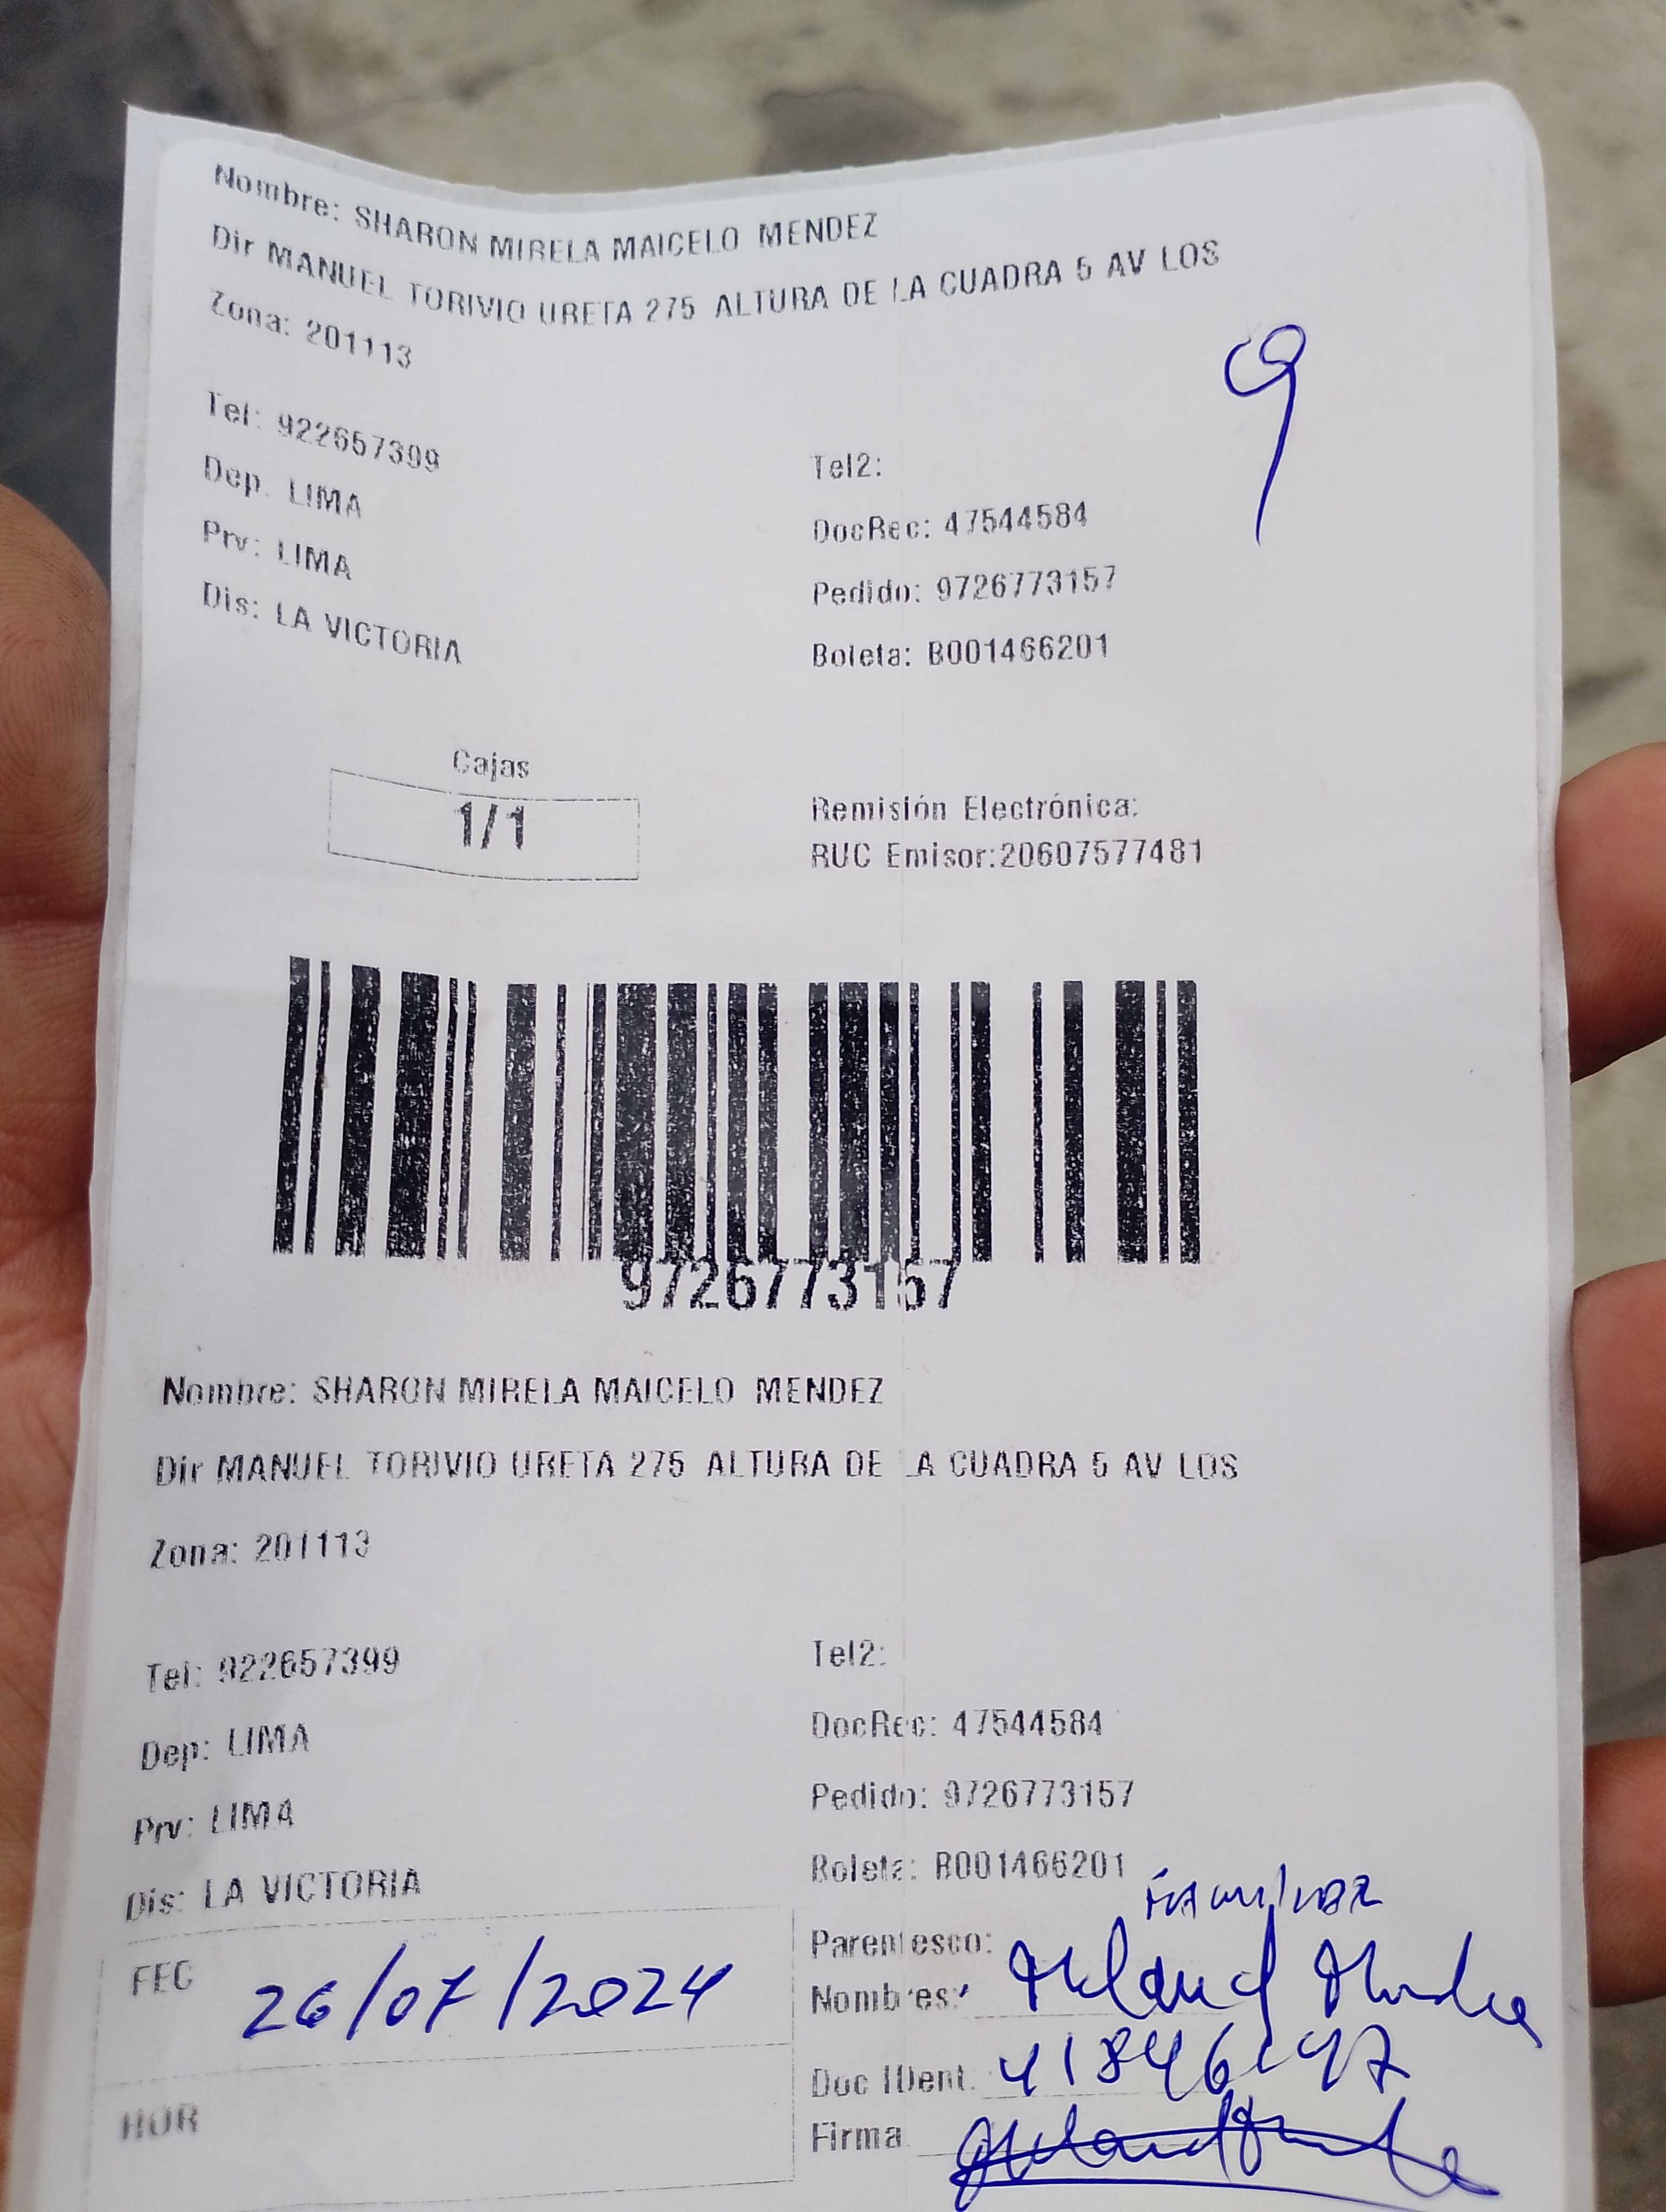 Nombre: SHARON MIRELA MAICELO MENDEZ
Dir MANUEL TORIVIO URETA 275 ALTURA DE LA CUADRA 5 AV LOS
Zona: 201113
Tel: 922657399
Tel2:
Dep: LIMA
DocRec: 47544584
Prv: LIMA
Pedido: 9726773157
Dis: LA VICTORIA
Boleta: B001466201
9
Cajas
1/1
Remisión Electrónica:
RUC Emisor:20607577481
9726773157
Nombre: SHARON MIRELA MAICELO MENDEZ
Dir MANUEL TORIVIO URETA 275 ALTURA DE LA CUADRA 5 AV LOS
Zona: 201113
Tel: 922657399
Tel2:
Dep: LIMA
DocRec: 47544584
Prv: LIMA
Pedido: 9726773157
Dis: LA VICTORIA
Boleta: B001466201
FEC 26/07/2024
Parentesco: FAMILIAR
Nombres:
Doc IDent.
HOR
Firma